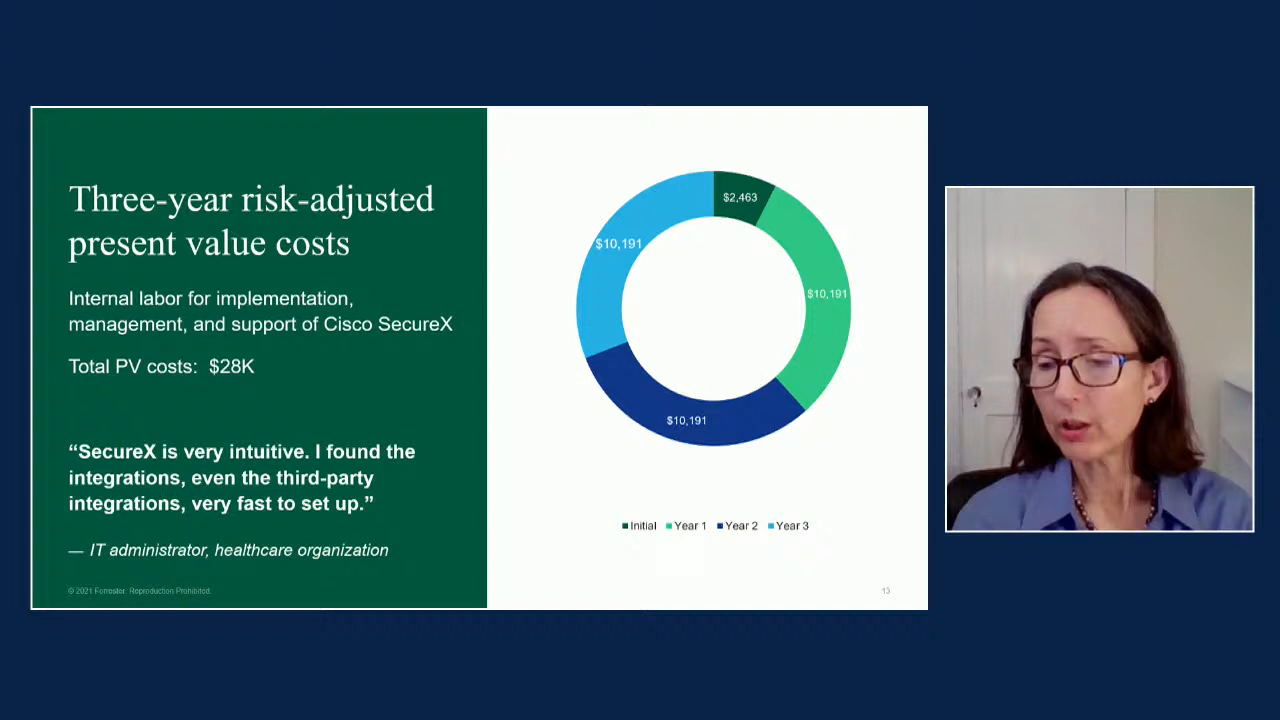 Three-year risk-adjusted
present value costs
Internal labor for implementation,
management, and support of Cisco SecureX
Total PV costs:  $28K
“SecureX is very intuitive. I found the
integrations, even the third-party
integrations, very fast to set up.”
— IT administrator, healthcare organization
© 2021 Forrester. Reproduction Prohibited.
$2,463
$10,191
$10,191
$10,191
Initial Year 1 Year 2 Year 3
13